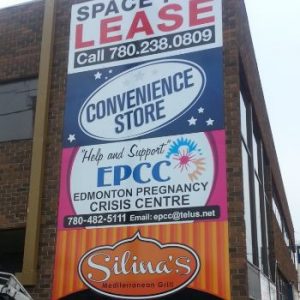 SPACE
LEASE
Call 780.238.0809
CONVENIENCE
STORE
"Help and Support"
EPCC
EDMONTON PREGNANCY
CRISIS CENTRE
780-482-5111 Email: epcc@telus.net
Silina's
Mediterranean Grill